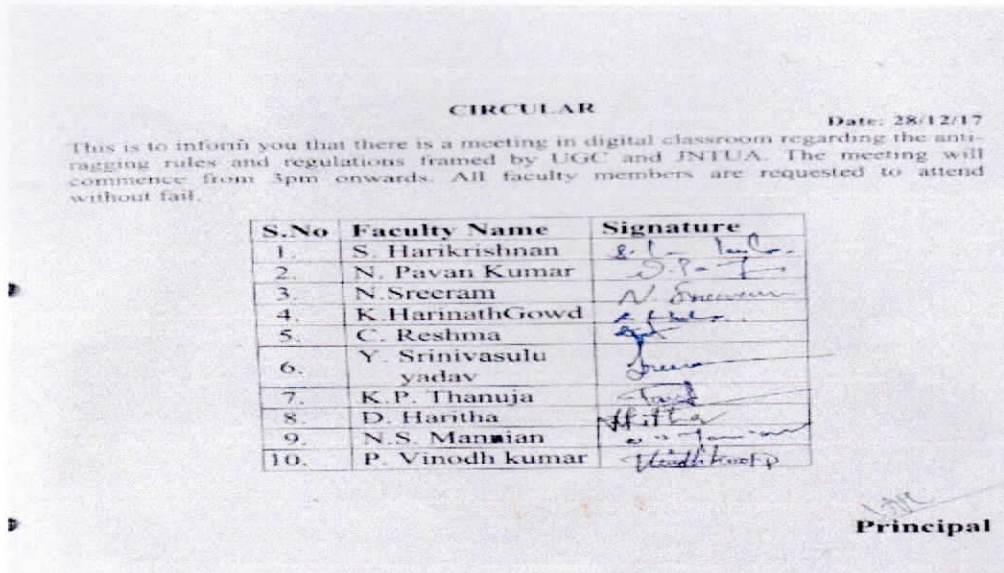 CIRCULAR
Date: 28/12/17
This is to inform you that there is a meeting in digital classroom regarding the anti-
ragging rules and regulations framed by UGC and JNTUA. The meeting will
commence from 3pm onwards. All faculty members are requested to attend
without fail.
S.No Faculty Name Signature
1. S. Harikrishnan
2. N. Pavan Kumar
3. N.Sreeram N. Sreeram
4. K.HarinathGowd
5. C. Reshma
6. Y. Srinivasulu
yadav
7. K.P. Thanuja
8. D. Haritha
9. N.S. Mannian
10. P. Vinodh kumar
Principal